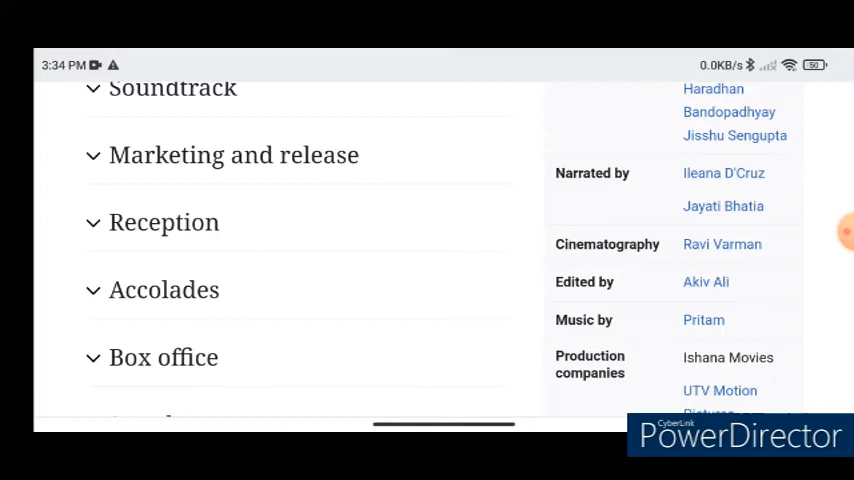 3:34 PM
0.0KB/s
50
Soundtrack
Marketing and release
Reception
Accolades
Box office
Haradhan
Bandopadhyay
Jisshu Sengupta
Narrated by
Ileana D'Cruz
Jayati Bhatia
Cinematography
Ravi Varman
Edited by
Akiv Ali
Music by
Pritam
Production
companies
Ishana Movies
UTV Motion
Pictures
CyberLink
PowerDirector